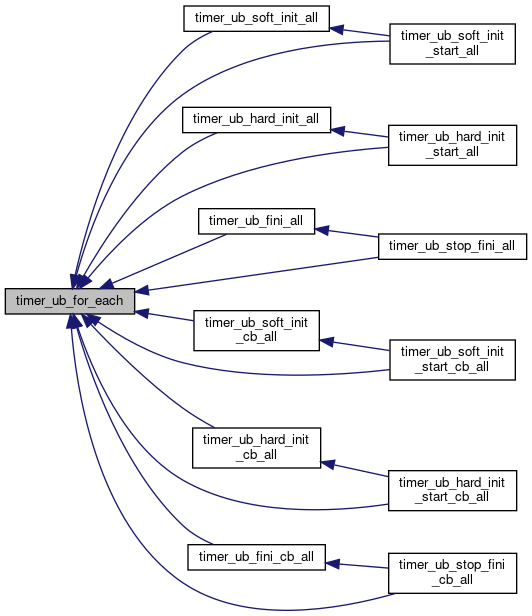 timer_ub_soft_init_all
timer_ub_soft_init
_start_all
timer_ub_hard_init_all
timer_ub_hard_init
_start_all
timer_ub_fini_all
timer_ub_stop_fini_all
timer_ub_for_each
timer_ub_soft_init
_cb_all
timer_ub_soft_init
_start_cb_all
timer_ub_hard_init
_cb_all
timer_ub_hard_init
_start_cb_all
timer_ub_fini_cb_all
timer_ub_stop_fini
_cb_all